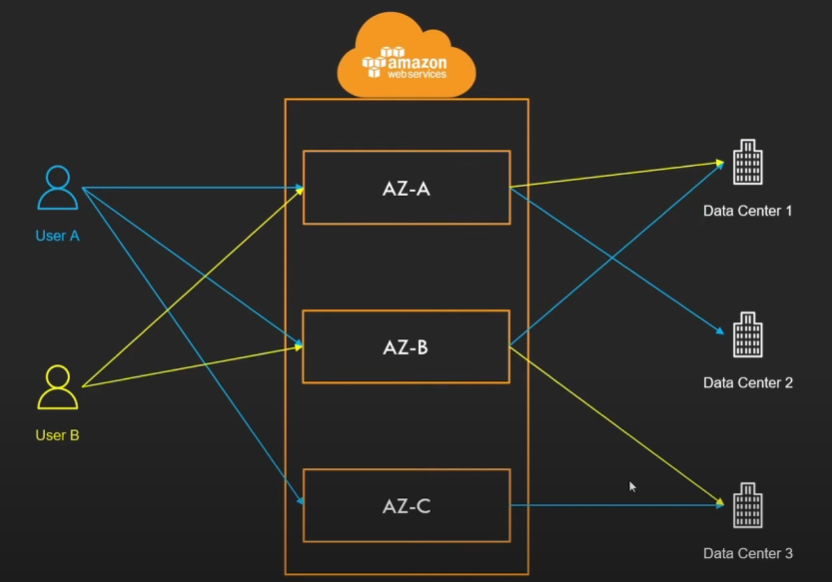 amazon
webservices
AZ-A
Data Center 1
User A
AZ-B
Data Center 2
User B
AZ-C
Data Center 3